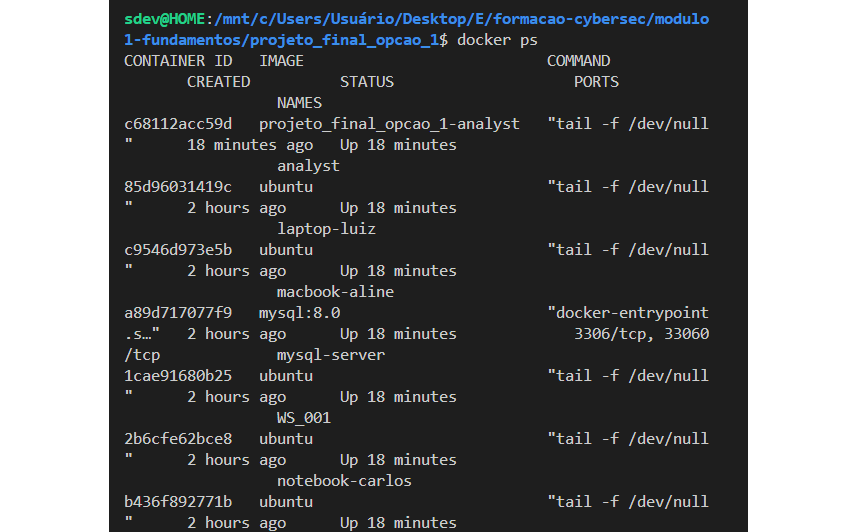 sdev@HOME:/mnt/c/Users/Usuário/Desktop/E/formacao-cybersec/modulo
1-fundamentos/projeto_final_opcao_1$ docker ps
CONTAINER ID   IMAGE                           COMMAND
       CREATED          STATUS                    PORTS
                 NAMES
c68112acc59d   projeto_final_opcao_1-analyst   "tail -f /dev/null
"      18 minutes ago   Up 18 minutes
                 analyst
85d96031419c   ubuntu                          "tail -f /dev/null
"      2 hours ago      Up 18 minutes
                 laptop-luiz
c9546d973e5b   ubuntu                          "tail -f /dev/null
"      2 hours ago      Up 18 minutes
                 macbook-aline
a89d717077f9   mysql:8.0                       "docker-entrypoint
.s…"   2 hours ago      Up 18 minutes             3306/tcp, 33060
/tcp             mysql-server
1cae91680b25   ubuntu                          "tail -f /dev/null
"      2 hours ago      Up 18 minutes
                 WS_001
2b6cfe62bce8   ubuntu                          "tail -f /dev/null
"      2 hours ago      Up 18 minutes
                 notebook-carlos
b436f892771b   ubuntu                          "tail -f /dev/null
"      2 hours ago      Up 18 minutes